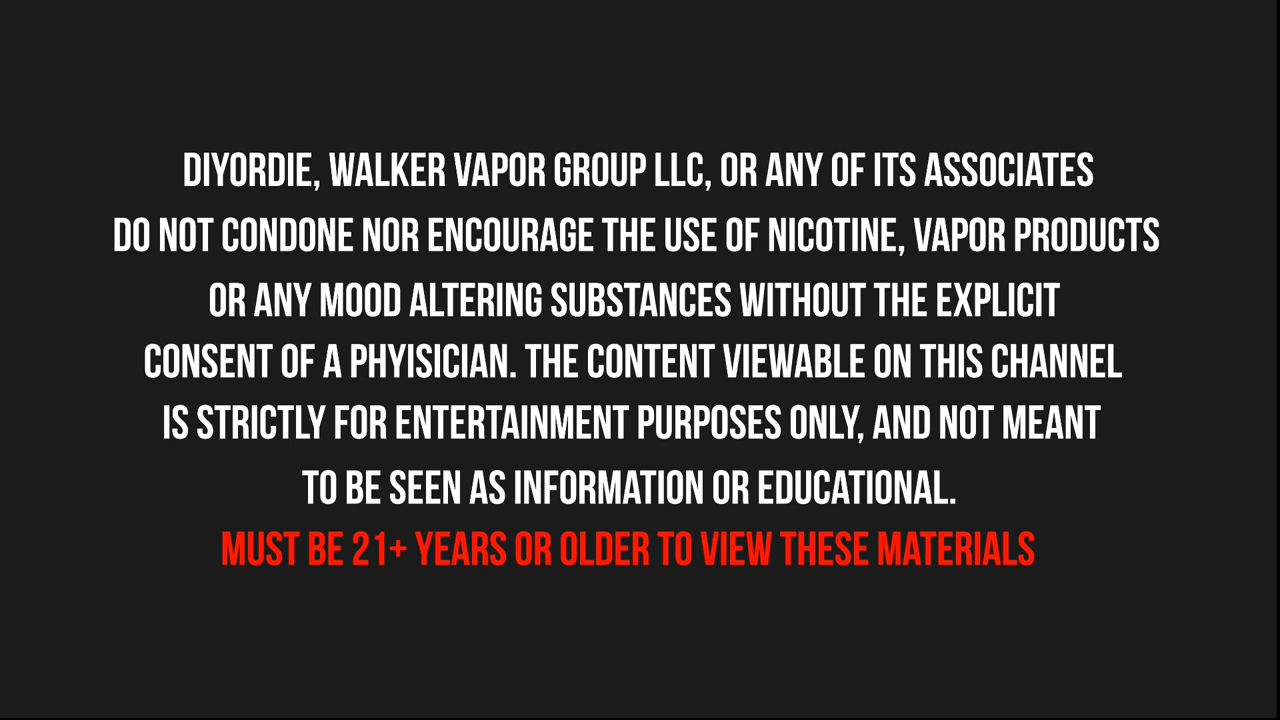 DIYORDIE, WALKER VAPOR GROUP LLC, OR ANY OF ITS ASSOCIATES
DO NOT CONDONE NOR ENCOURAGE THE USE OF NICOTINE, VAPOR PRODUCTS
OR ANY MOOD ALTERING SUBSTANCES WITHOUT THE EXPLICIT
CONSENT OF A PHYISICIAN. THE CONTENT VIEWABLE ON THIS CHANNEL
IS STRICTLY FOR ENTERTAINMENT PURPOSES ONLY, AND NOT MEANT
TO BE SEEN AS INFORMATION OR EDUCATIONAL.
MUST BE 21+ YEARS OR OLDER TO VIEW THESE MATERIALS